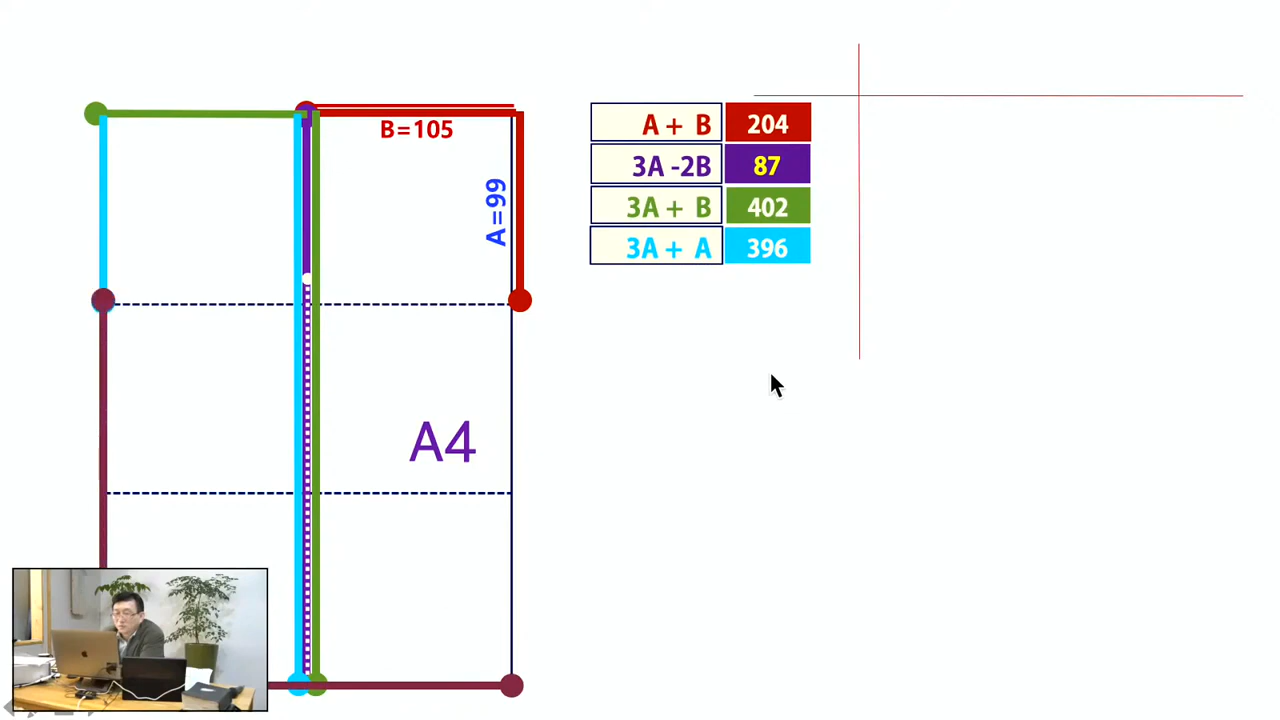 B=105
A=99
A4
A + B 204
3A -2B 87
3A + B 402
3A + A 396